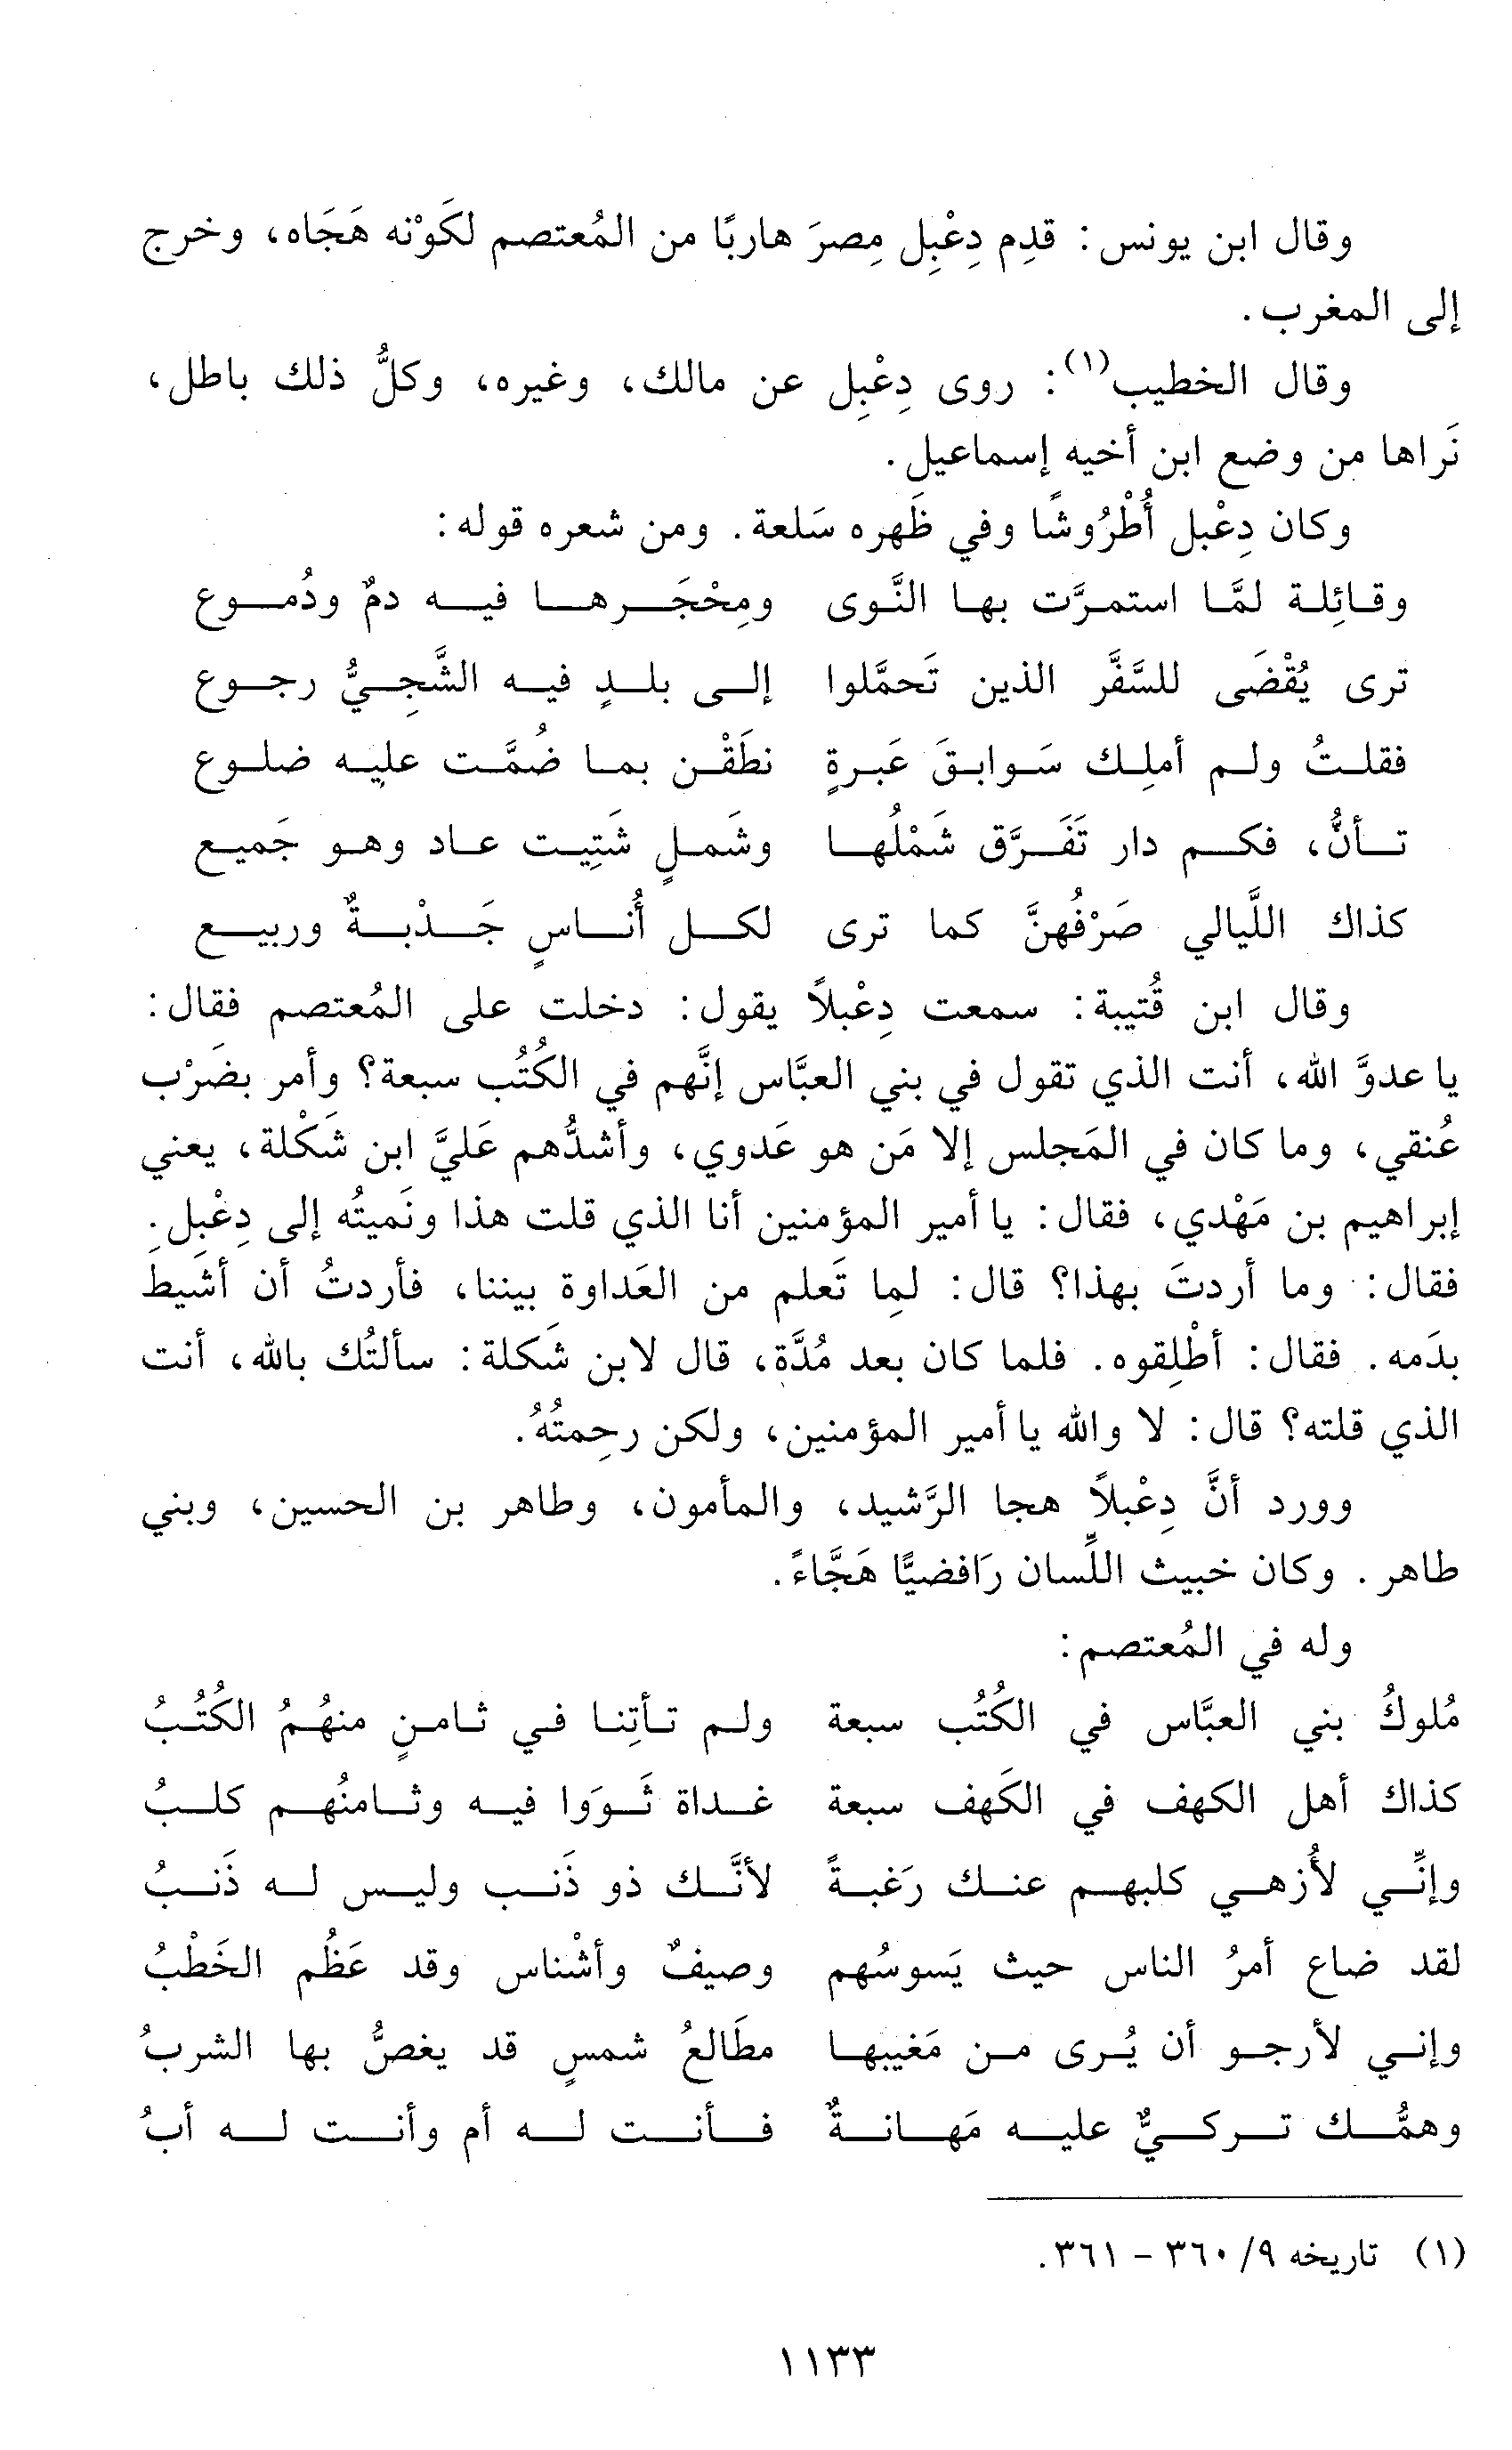 وقال ابن يونس: قدِم دِعْبِل مِصرَ هاربًا من المُعتصم لكَوْنه هَجَاه، وخرج
إلى المغرب.
وقال الخطيب(١): روى دِعْبِل عن مالك، وغيره، وكلُّ ذلك باطل،
نَراها من وضع ابن أخيه إسماعيل.
وكان دِعْبل أُطْرُوشًا وفي ظَهره سَلعة. ومن شعره قوله:
وقائِلة لمَّا استمرَّت بها النَّوى ومِحْجَرها فيه دمٌ ودُموع
ترى يُقْضَى للسَّفَّر الذين تَحمَّلوا إلى بلدٍ فيه الشَّجِيُّ رجوع
فقلتُ ولم أملِك سَوابقَ عَبرةٍ نطَقْن بما ضُمَّت عليه ضلوع
تأنُّ، فكم دار تَفَرَّق شَمْلُها وشَملٍ شَتِيت عاد وهو جَميع
كذاك اللَّيالي صَرْفُهنَّ كما ترى لكل أُناسٍ جَدْبةٌ وربيع
وقال ابن قُتيبة: سمعت دِعْبلاً يقول: دخلت على المُعتصم فقال:
يا عدوَّ الله، أنت الذي تقول في بني العبَّاس إنَّهم في الكُتُب سبعة؟ وأمر بضَرْب
عُنقي، وما كان في المَجلس إلا مَن هو عَدوي، وأشدُّهم عَليَّ ابن شَكْلة، يعني
إبراهيم بن مَهْدي، فقال: يا أمير المؤمنين أنا الذي قلت هذا ونَميتُه إلى دِعْبِل.
فقال: وما أردتَ بهذا؟ قال: لمِا تَعلم من العَداوة بيننا، فأردتُ أن أشَيطَ
بدَمه. فقال: أطْلِقوه. فلما كان بعد مُدَّة، قال لابن شَكلة: سألتُك بالله، أنت
الذي قلته؟ قال: لا والله يا أمير المؤمنين، ولكن رحِمتُهُ.
وورد أنَّ دِعْبلاً هجا الرَّشيد، والمأمون، وطاهر بن الحسين، وبني
طاهر. وكان خبيث اللِّسان رَافضيًّا هَجَّاءً.
وله في المُعتصم:
مُلوكُ بني العبَّاس في الكُتُب سبعة ولم تأتِنا في ثامنٍ منهُمُ الكُتُبُ
كذاك أهل الكهف في الكَهف سبعة غداة ثَووَا فيه وثامنُهم كلبُ
وإنِّي لأُزهي كلبهم عنك رَغبةً لأنَّك ذو ذَنب وليس له ذَنبُ
لقد ضاع أمرُ الناس حيث يَسوسُهم وصيفٌ وأشْناس وقد عَظُم الخَطْبُ
وإني لأرجو أن يُرى من مَغيبها مطَالعُ شمسٍ قد يغصُّ بها الشربُ
وهمُّك تركيٌّ عليه مَهانةٌ فأنت له أم وأنت له أبُ
(١) تاريخه ٩/ ٣٦٠ - ٣٦١.
١١٣٣